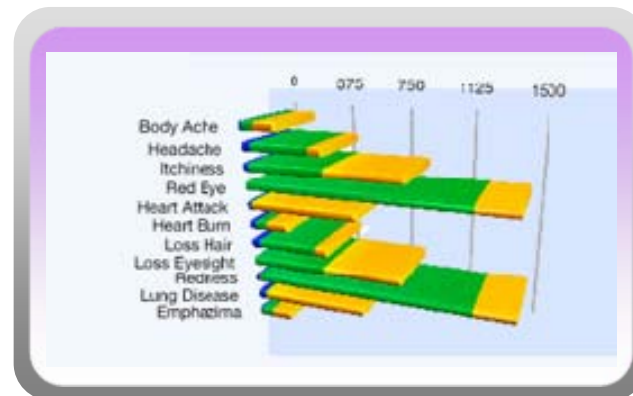 0 375 750 1125 1500
Body Ache
Headache
Itchiness
Red Eye
Heart Attack
Heart Burn
Loss Hair
Loss Eyesight
Redness
Lung Disease
Emphazima